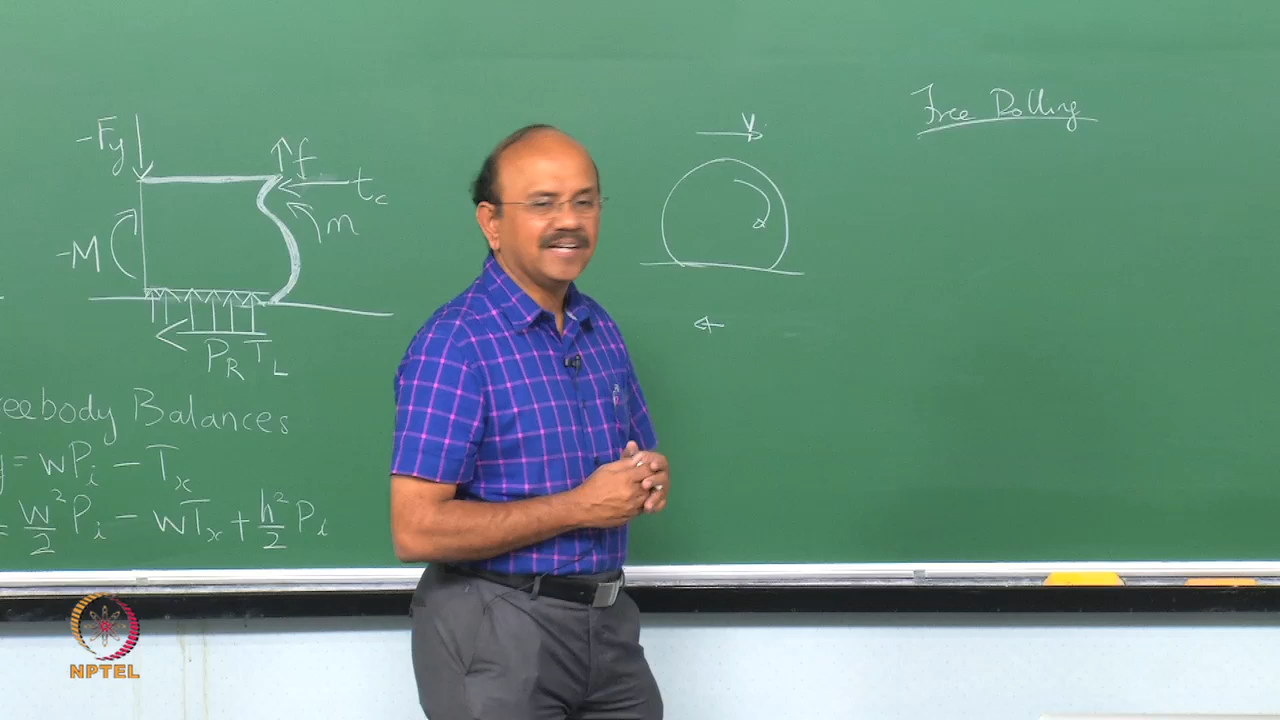 -Fy
f
tc
m
-M
PR TL
eebody Balances
= wPi - Tx
= w²/2 Pi - wTx + h²/2 Pi
V
Free Rolling
NPTEL